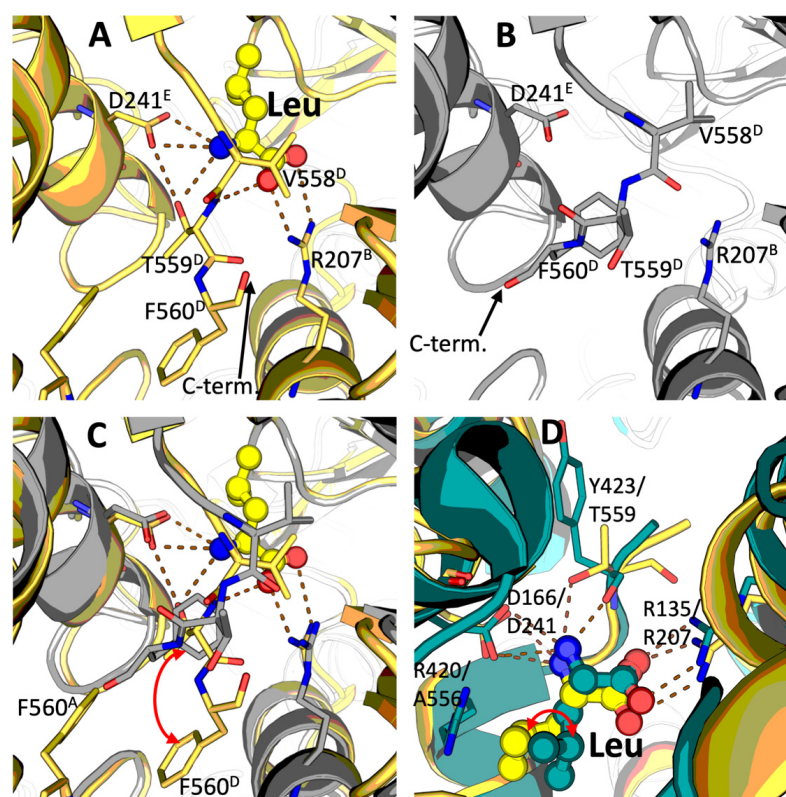 A
D241ᴱ
Leu
V558ᴰ
T559ᴰ
R207ᴮ
F560ᴰ
C-term.
B
D241ᴱ
V558ᴰ
F560ᴰ
T559ᴰ
R207ᴮ
C-term.
C
F560ᴬ
F560ᴰ
D
Y423/
T559
D166/
D241
R135/
R207
R420/
A556
Leu